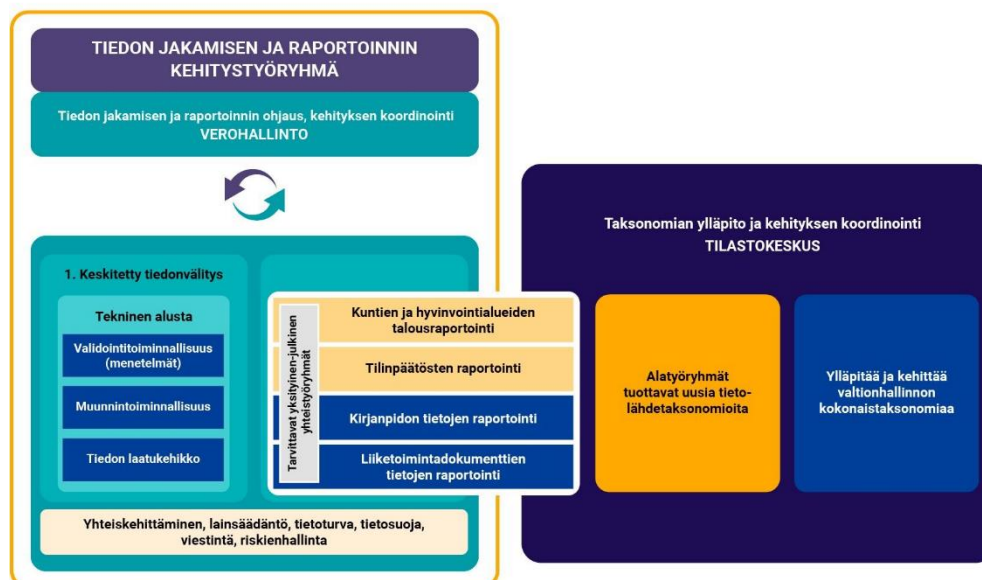 TIEDON JAKAMISEN JA RAPORTOINNIN
KEHITYSTYÖRYHMÄ
Tiedon jakamisen ja raportoinnin ohjaus, kehityksen koordinointi
VEROHALLINTO
1. Keskitetty tiedonvälitys
Tekninen alusta
Validointitoiminnallisuus
(menetelmät)
Muunnintoiminnallisuus
Tiedon laatukehikko
Tarvittavat yksityinen-julkinen
yhteistyöryhmät
Kuntien ja hyvinvointialueiden
talousraportointi
Tilinpäätösten raportointi
Kirjanpidon tietojen raportointi
Liiketoimintadokumenttien
tietojen raportointi
Yhteiskehittäminen, lainsäädäntö, tietoturva, tietosuoja,
viestintä, riskienhallinta
Taksonomian ylläpito ja kehityksen koordinointi
TILASTOKESKUS
Alatyöryhmät
tuottavat uusia tieto-
lähdetaksonomioita
Ylläpitää ja kehittää
valtionhallinnon
kokonaistaksonomiaa